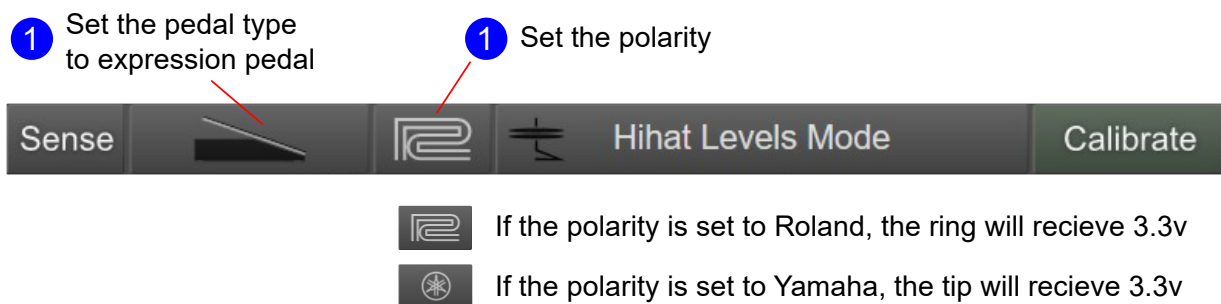 1 Set the pedal type
to expression pedal
1 Set the polarity
Sense Hihat Levels Mode Calibrate
If the polarity is set to Roland, the ring will recieve 3.3v
If the polarity is set to Yamaha, the tip will recieve 3.3v